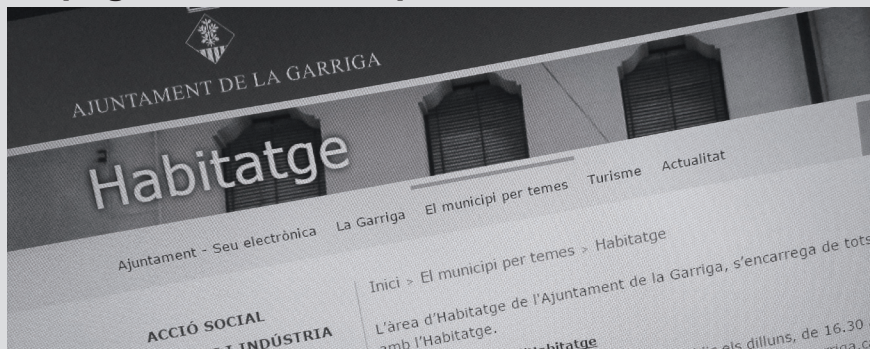 AJUNTAMENT DE LA GARRIGA
Habitatge
Ajuntament - Seu electrònica La Garriga El municipi per temes Turisme Actualitat
Inici > El municipi per temes > Habitatge
ACCIÓ SOCIAL
I INDÚSTRIA
L'àrea d'Habitatge de l'Ajuntament de la Garriga, s'encarrega de tots
amb l'Habitatge.
els dilluns, de 16.30